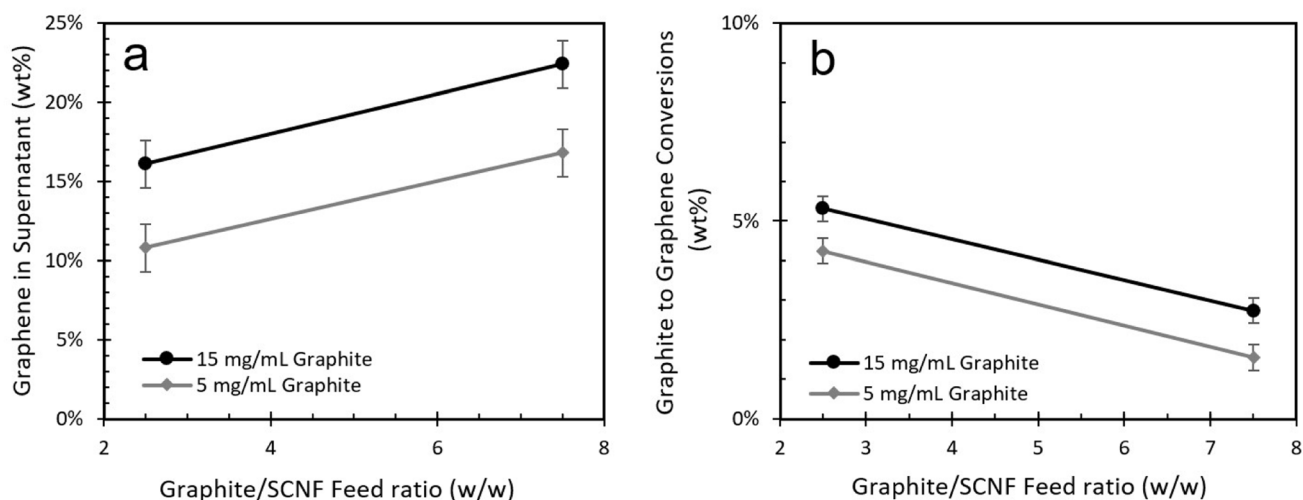 a
Graphene in Supernatant (wt%)
25%
20%
15%
10%
5%
0%
15 mg/mL Graphite
5 mg/mL Graphite
2 4 6 8
Graphite/SCNF Feed ratio (w/w)
b
Graphite to Graphene Conversions
(wt%)
10%
5%
0%
15 mg/mL Graphite
5 mg/mL Graphite
2 3 4 5 6 7 8
Graphite/SCNF Feed ratio (w/w)